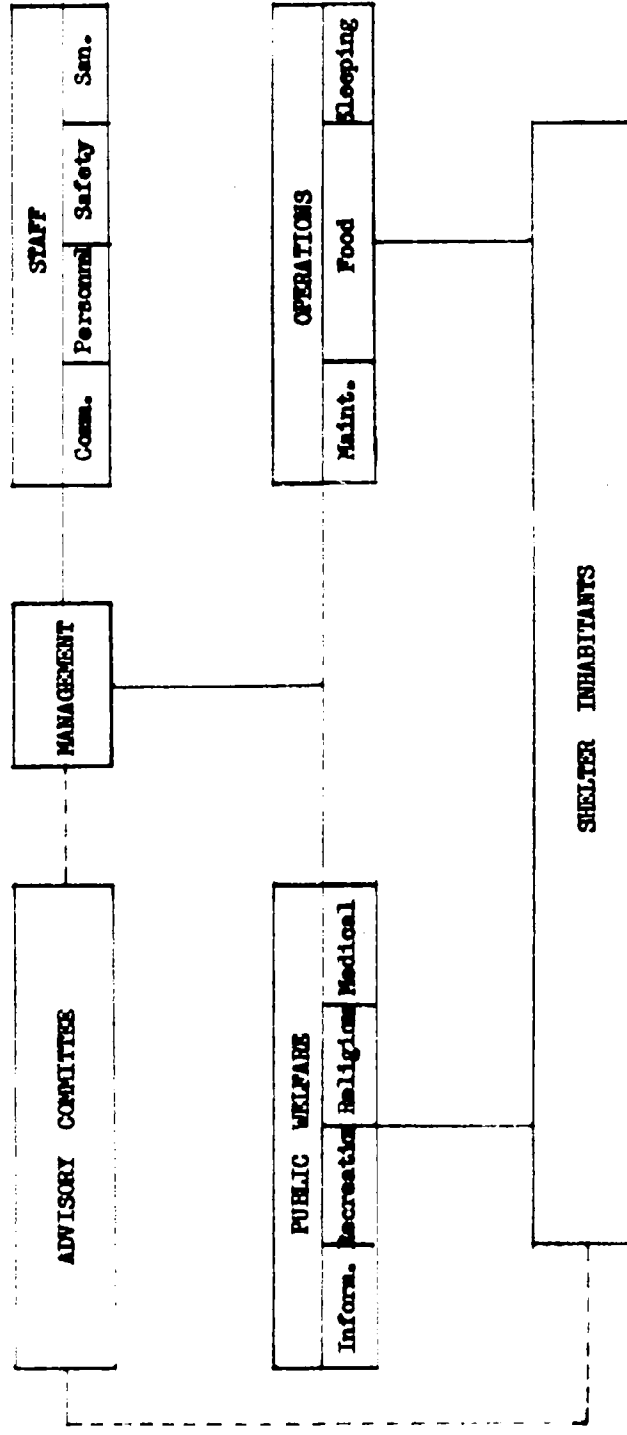 ADVISORY COMMITTEE
MANAGEMENT
STAFF
Comm. Personnel Safety San.
PUBLIC WELFARE
Inform. Recreation Religious Medical
OPERATIONS
Maint. Food Sleeping
SHELTER INHABITANTS